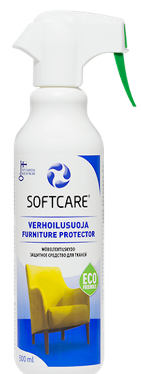 SOFTCARE®
VERHOILUSUOJA
FURNITURE PROTECTOR
MÖBELTEXTILSKYDD
ЗАЩИТНОЕ СРЕДСТВО ДЛЯ ТКАНЕЙ
ECO
FRIENDLY
500 ml